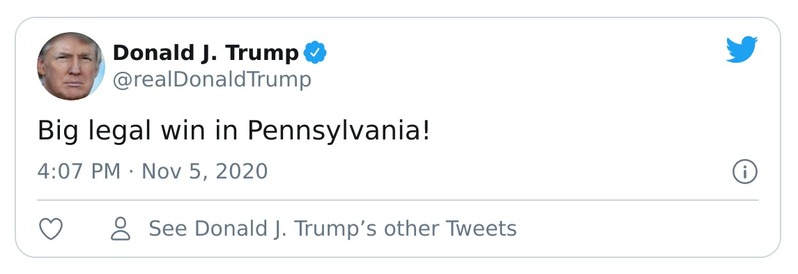 Donald J. Trump
@realDonaldTrump
Big legal win in Pennsylvania!
4:07 PM · Nov 5, 2020
See Donald J. Trump’s other Tweets